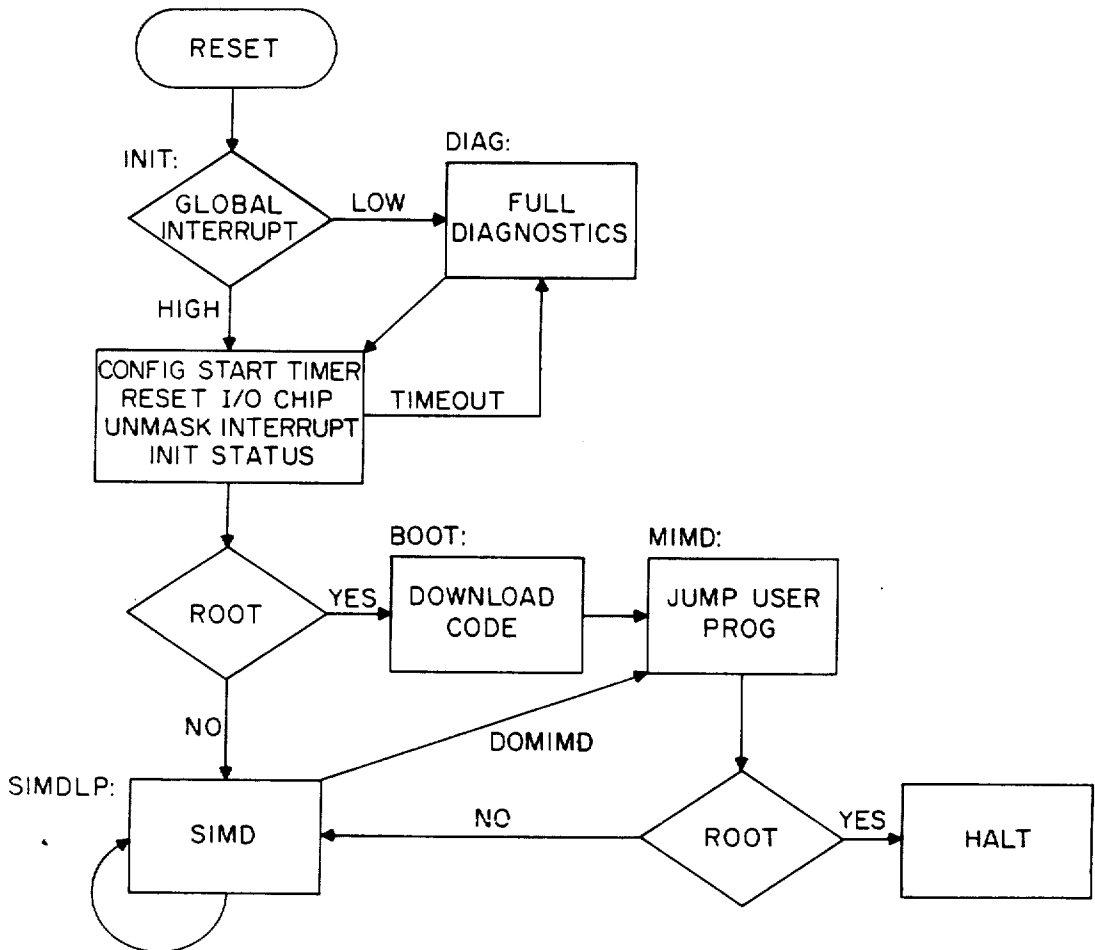 RESET
INIT:
GLOBAL
INTERRUPT
LOW
DIAG:
FULL
DIAGNOSTICS
HIGH
CONFIG START TIMER
RESET I/O CHIP
UNMASK INTERRUPT
INIT STATUS
TIMEOUT
ROOT
YES
BOOT:
DOWNLOAD
CODE
MIMD:
JUMP USER
PROG
NO
DOMIMD
SIMDLP:
SIMD
NO
ROOT
YES
HALT